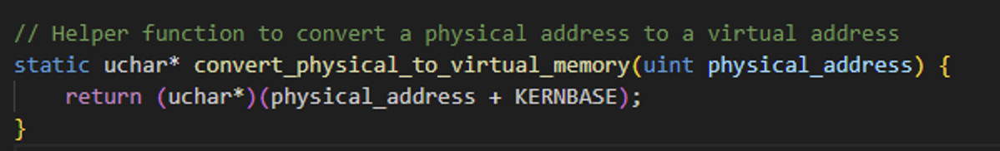 // Helper function to convert a physical address to a virtual address
static uchar* convert_physical_to_virtual_memory(uint physical_address) {
    return (uchar*)(physical_address + KERNBASE);
}